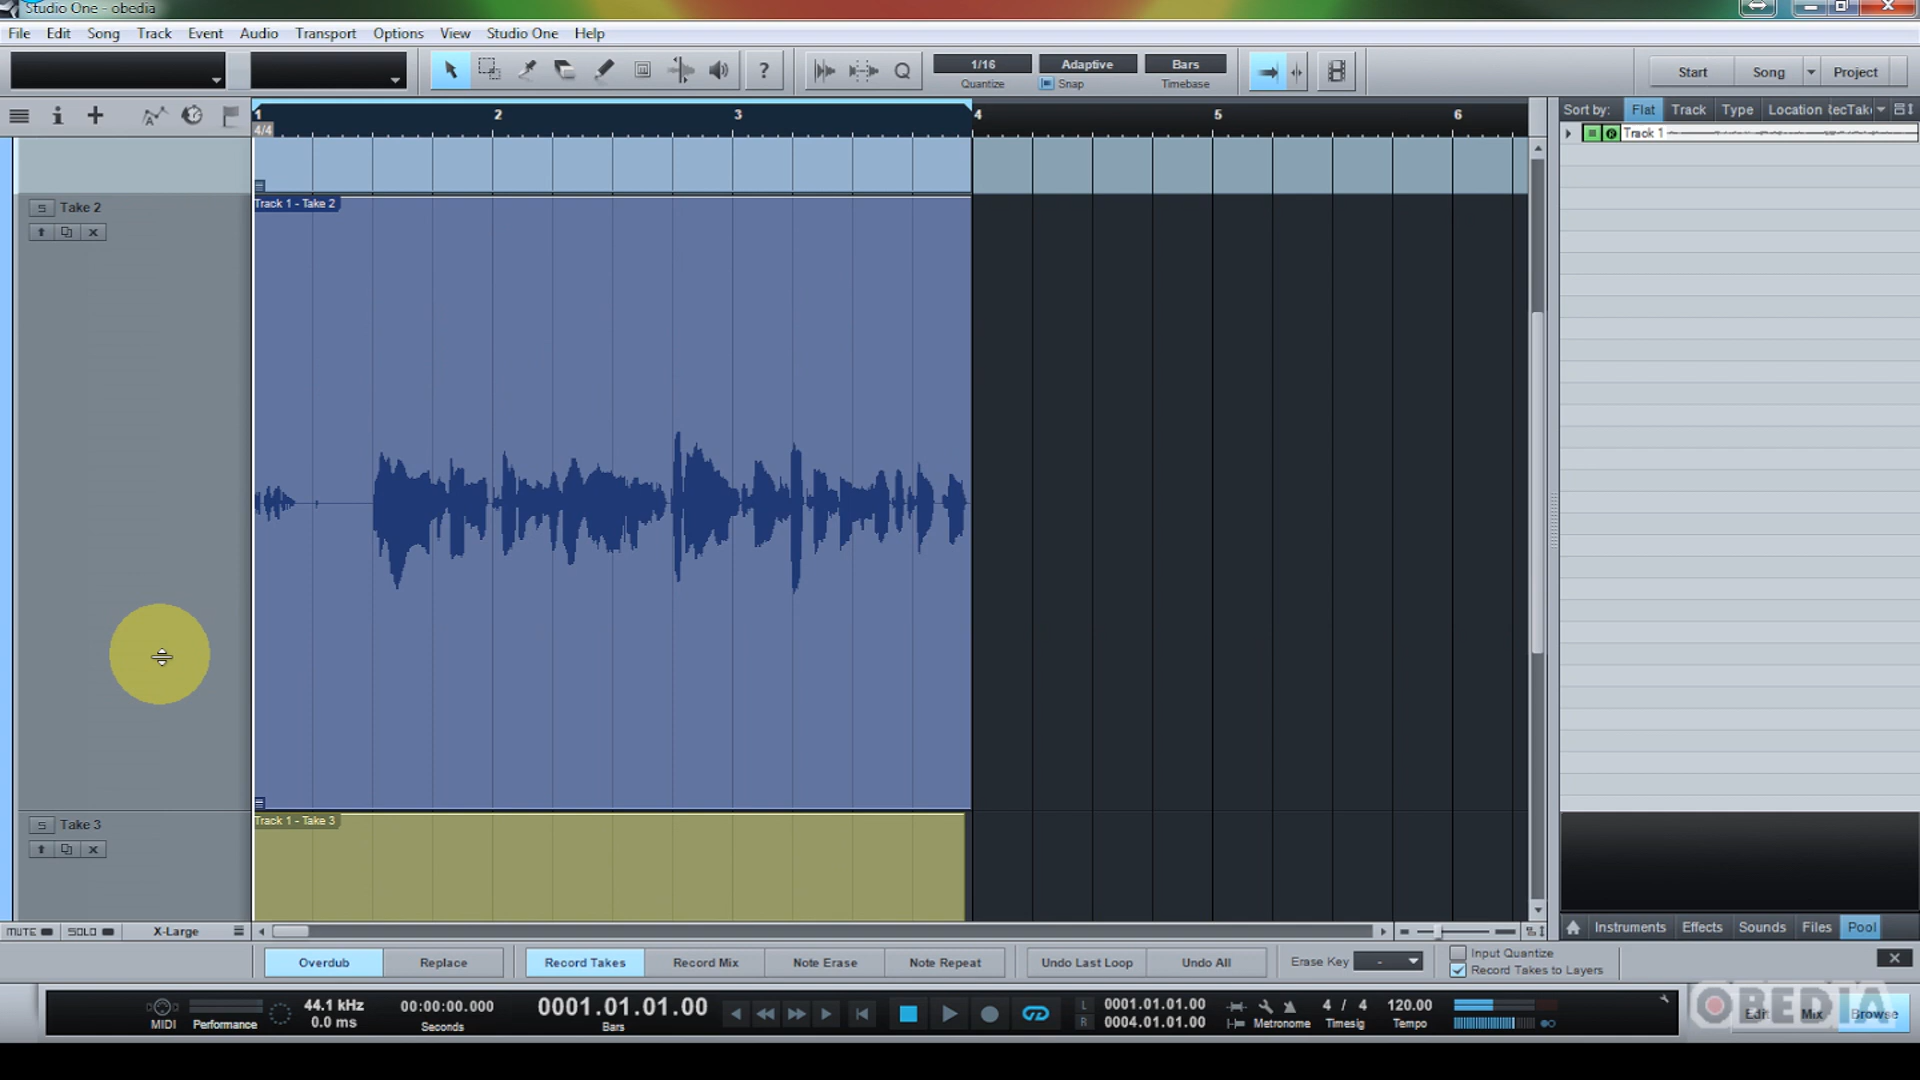 Studio One - obedia
File Edit Song Track Event Audio Transport Options View Studio One Help
1/16 Adaptive Bars
Quantize Snap Timebase
? Q
Start Song Project
1 2 3 4 5 6
4/4
Sort by: Flat Track Type Location RecTak
Track 1
S Take 2
Track 1 - Take 2
S Take 3
Track 1 - Take 3
MUTE SOLO X-Large
Instruments Effects Sounds Files Pool
Overdub Replace Record Takes Record Mix Note Erase Note Repeat Undo Last Loop Undo All Erase Key - Input Quantize
Record Takes to Layers
44.1 kHz 00:00:00.000 0001.01.01.00 L 0001.01.01.00 4 / 4 120.00
MIDI Performance 0.0 ms Seconds Bars R 0004.01.01.00 Metronome Timesig Tempo
OBEDIA
Edit Mix Browse